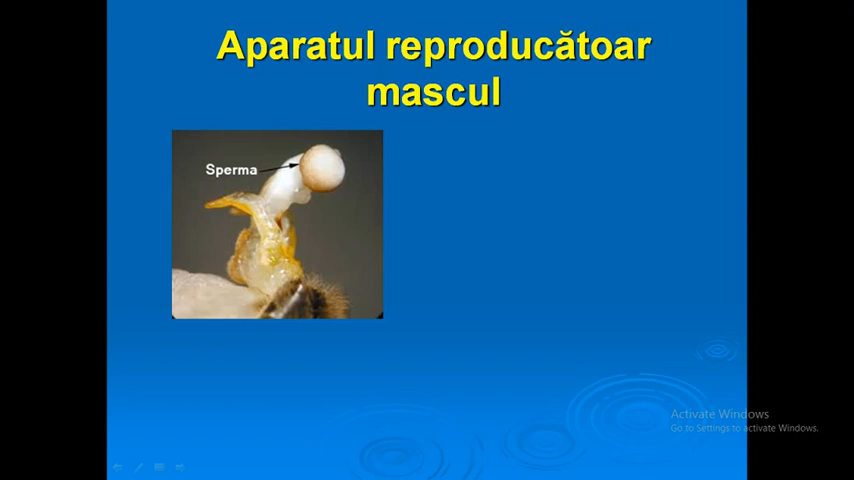 Aparatul reproducătoar
mascul
Sperma
Activate Windows
Go to Settings to activate Windows.